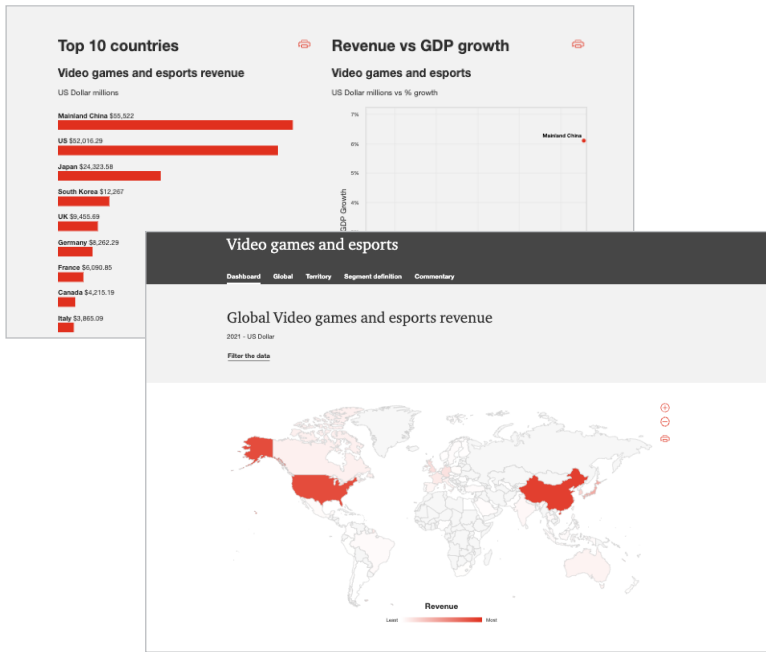 Top 10 countries
Video games and esports revenue
US Dollar millions
Mainland China $55,522
US $52,016.29
Japan $24,323.58
South Korea $12,267
UK $9,455.69
Germany $8,262.29
France $6,090.85
Canada $4,215.19
Italy $3,865.09
Revenue vs GDP growth
Video games and esports
US Dollar millions vs % growth
7%
6%
5%
4%
GDP Growth
Mainland China
Video games and esports
Dashboard Global Territory Segment definition Commentary
Global Video games and esports revenue
2021 - US Dollar
Filter the data
Revenue
Least Most